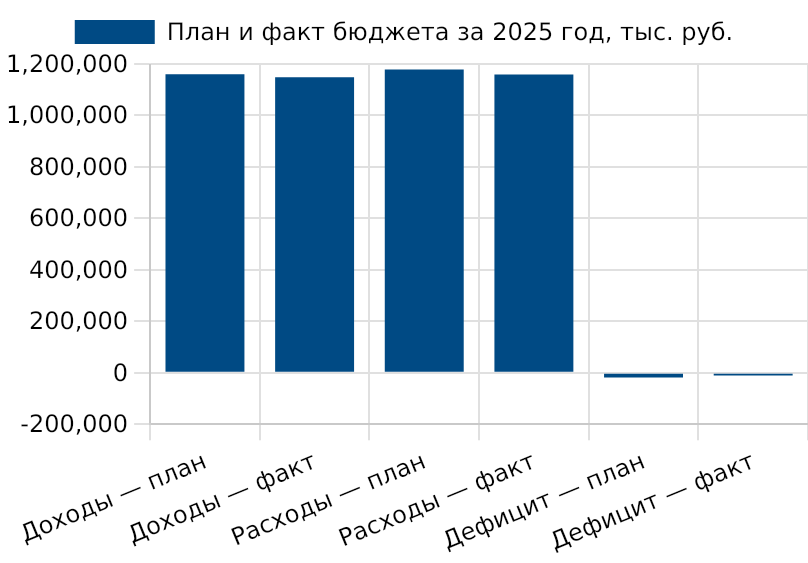 План и факт бюджета за 2025 год, тыс. руб.
1,200,000
1,000,000
800,000
600,000
400,000
200,000
0
-200,000
Доходы — план
Доходы — факт
Расходы — план
Расходы — факт
Дефицит — план
Дефицит — факт